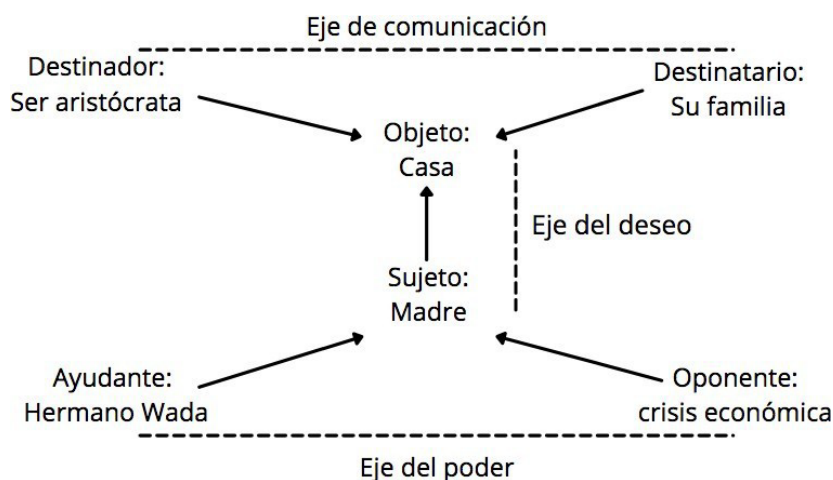 Eje de comunicación
Destinador:
Ser aristócrata
Destinatario:
Su familia
Objeto:
Casa
Eje del deseo
Sujeto:
Madre
Ayudante:
Hermano Wada
Oponente:
crisis económica
Eje del poder